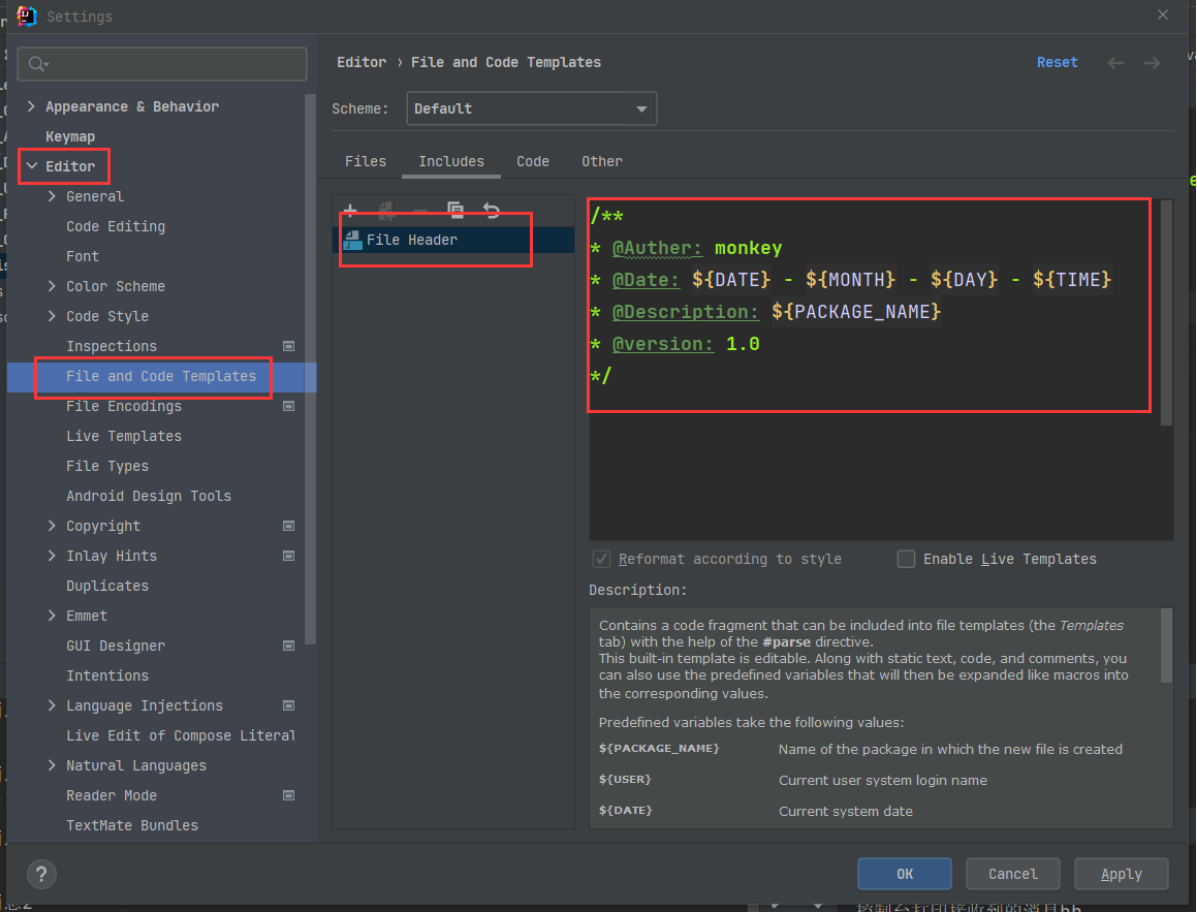 Settings
Editor › File and Code Templates
Reset
Scheme:
Default
Appearance & Behavior
Keymap
Editor
General
Code Editing
Font
Color Scheme
Code Style
Inspections
File and Code Templates
File Encodings
Live Templates
File Types
Android Design Tools
Copyright
Inlay Hints
Duplicates
Emmet
GUI Designer
Intentions
Language Injections
Live Edit of Compose Literal
Natural Languages
Reader Mode
TextMate Bundles
Files Includes Code Other
File Header
/**
* @Auther: monkey
* @Date: ${DATE} - ${MONTH} - ${DAY} - ${TIME}
* @Description: ${PACKAGE_NAME}
* @version: 1.0
*/
Reformat according to style
Enable Live Templates
Description:
Contains a code fragment that can be included into file templates (the Templates
tab) with the help of the #parse directive.
This built-in template is editable. Along with static text, code, and comments, you
can also use the predefined variables that will then be expanded like macros into
the corresponding values.
Predefined variables take the following values:
${PACKAGE_NAME} Name of the package in which the new file is created
${USER} Current user system login name
${DATE} Current system date
?
OK
Cancel
Apply